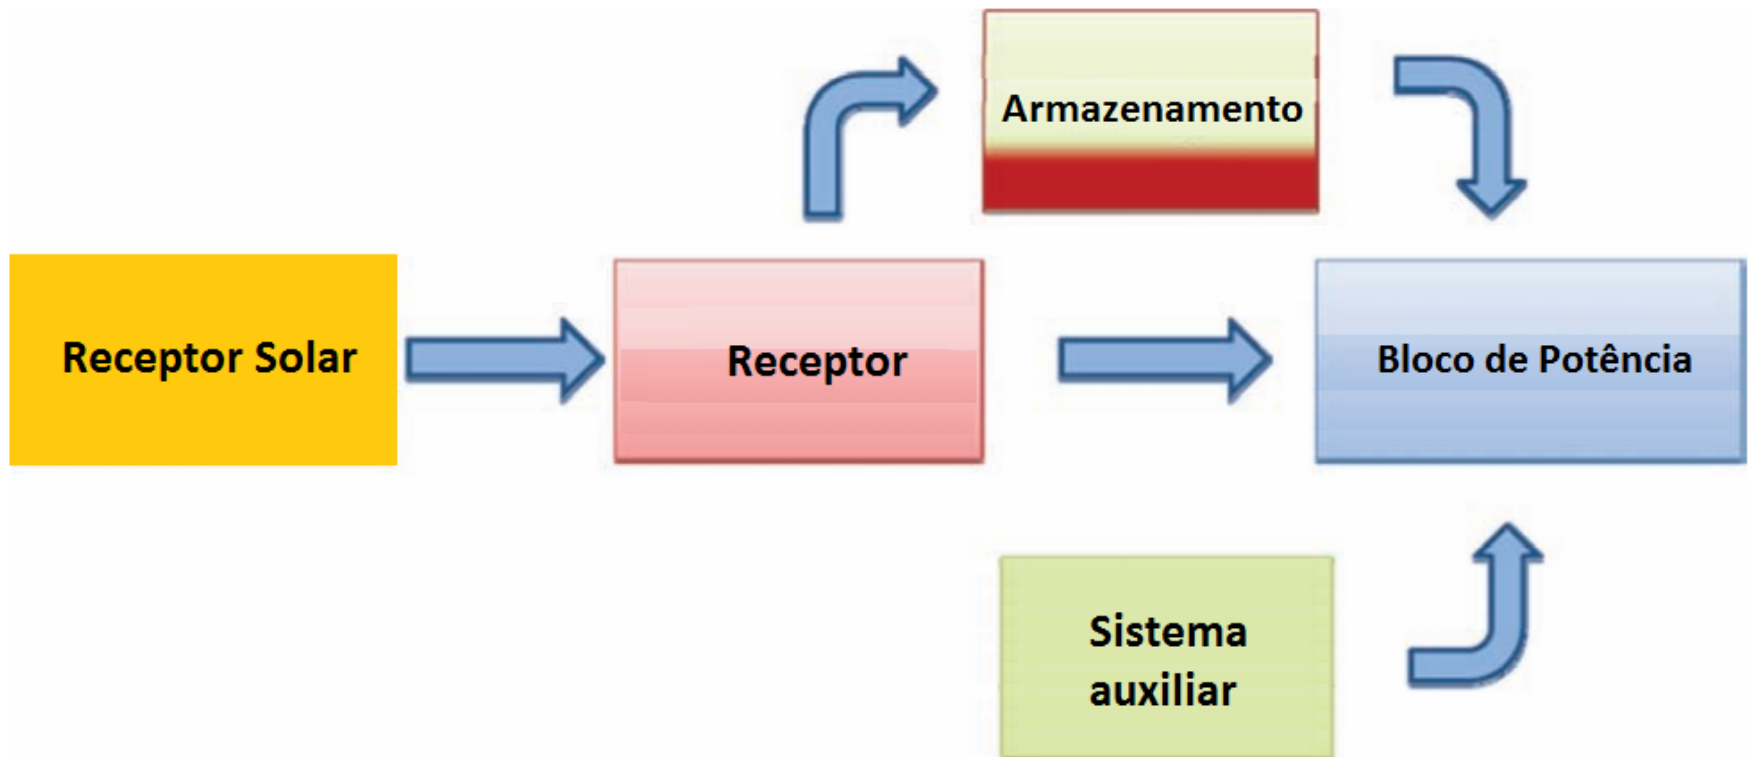 Armazenamento
Receptor Solar
Receptor
Bloco de Potência
Sistema
auxiliar